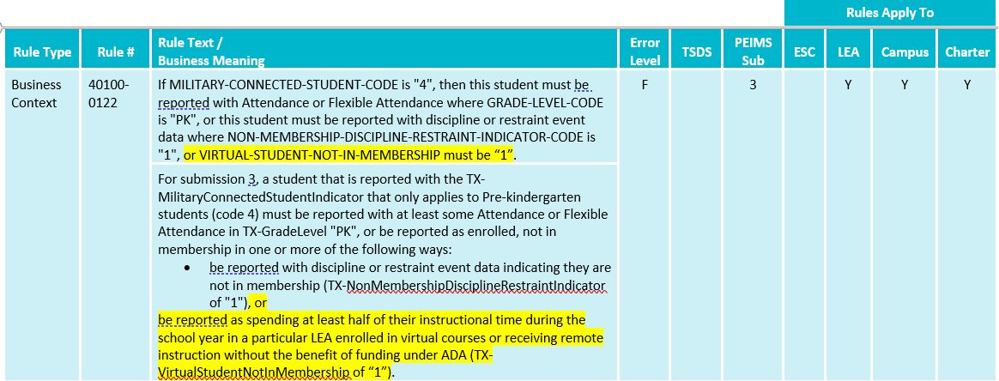 Rules Apply To
Rule Type
Rule #
Rule Text /
Business Meaning
Error
Level
TSDS
PEIMS
Sub
ESC
LEA
Campus
Charter
Business
Context
40100-
0122
If MILITARY-CONNECTED-STUDENT-CODE is "4", then this student must be
reported with Attendance or Flexible Attendance where GRADE-LEVEL-CODE
is "PK", or this student must be reported with discipline or restraint event
data where NON-MEMBERSHIP-DISCIPLINE-RESTRAINT-INDICATOR-CODE is
"1", or VIRTUAL-STUDENT-NOT-IN-MEMBERSHIP must be “1”.
F
3
Y
Y
Y
For submission 3, a student that is reported with the TX-
MilitaryConnectedStudentIndicator that only applies to Pre-kindergarten
students (code 4) must be reported with at least some Attendance or Flexible
Attendance in TX-GradeLevel "PK", or be reported as enrolled, not in
membership in one or more of the following ways:
• be reported with discipline or restraint event data indicating they are
not in membership (TX-NonMembershipDisciplineRestraintIndicator
of "1"), or
be reported as spending at least half of their instructional time during the
school year in a particular LEA enrolled in virtual courses or receiving remote
instruction without the benefit of funding under ADA (TX-
VirtualStudentNotInMembership of “1”).